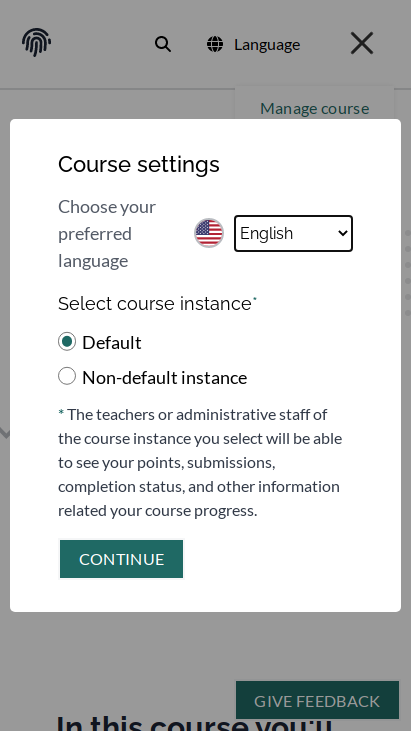 Language
Manage course
Course settings
Choose your
preferred
language
English
Select course instance*
Default
Non-default instance
* The teachers or administrative staff of
the course instance you select will be able
to see your points, submissions,
completion status, and other information
related your course progress.
CONTINUE
GIVE FEEDBACK
In this course you'll